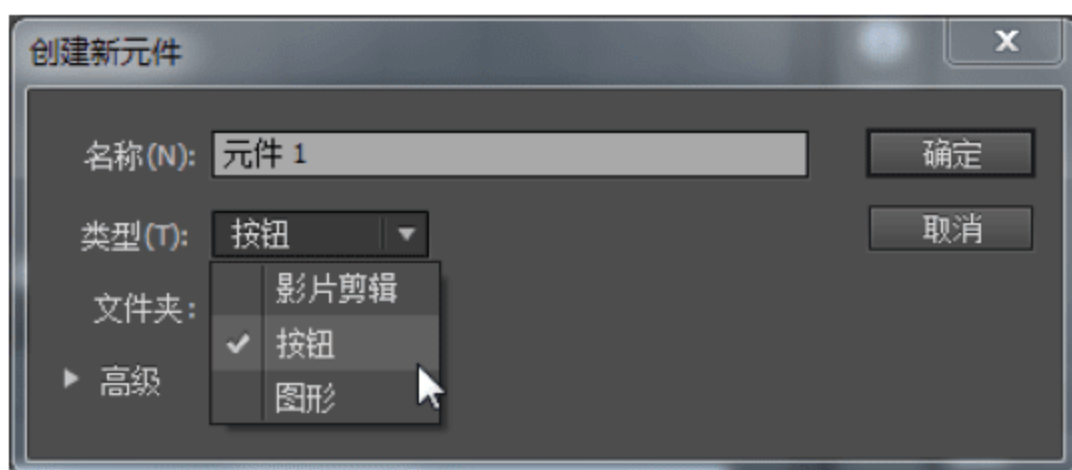 创建新元件
名称(N): 元件 1
确定
类型(T): 按钮
取消
影片剪辑
文件夹:
按钮
高级
图形